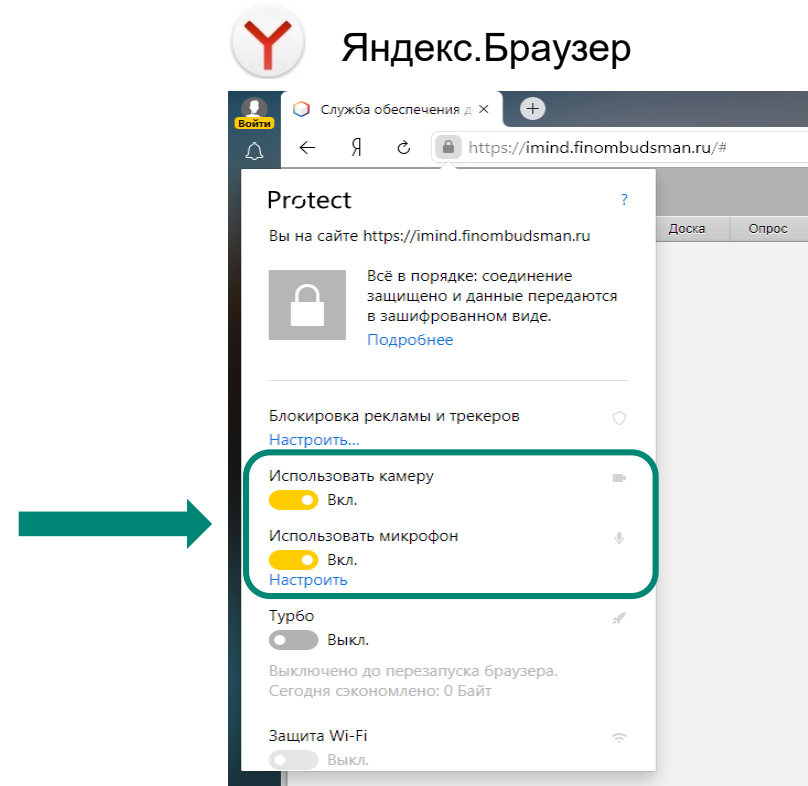 Яндекс.Браузер
Войти
Служба обеспечения д
Я
https://imind.finombudsman.ru/#
Protect
?
Вы на сайте https://imind.finombudsman.ru
Доска
Опрос
Всё в порядке: соединение
защищено и данные передаются
в зашифрованном виде.
Подробнее
Блокировка рекламы и трекеров
Настроить...
Использовать камеру
Вкл.
Использовать микрофон
Вкл.
Настроить
Турбо
Выкл.
Выключено до перезапуска браузера.
Сегодня сэкономлено: 0 Байт
Защита Wi-Fi
Выкл.